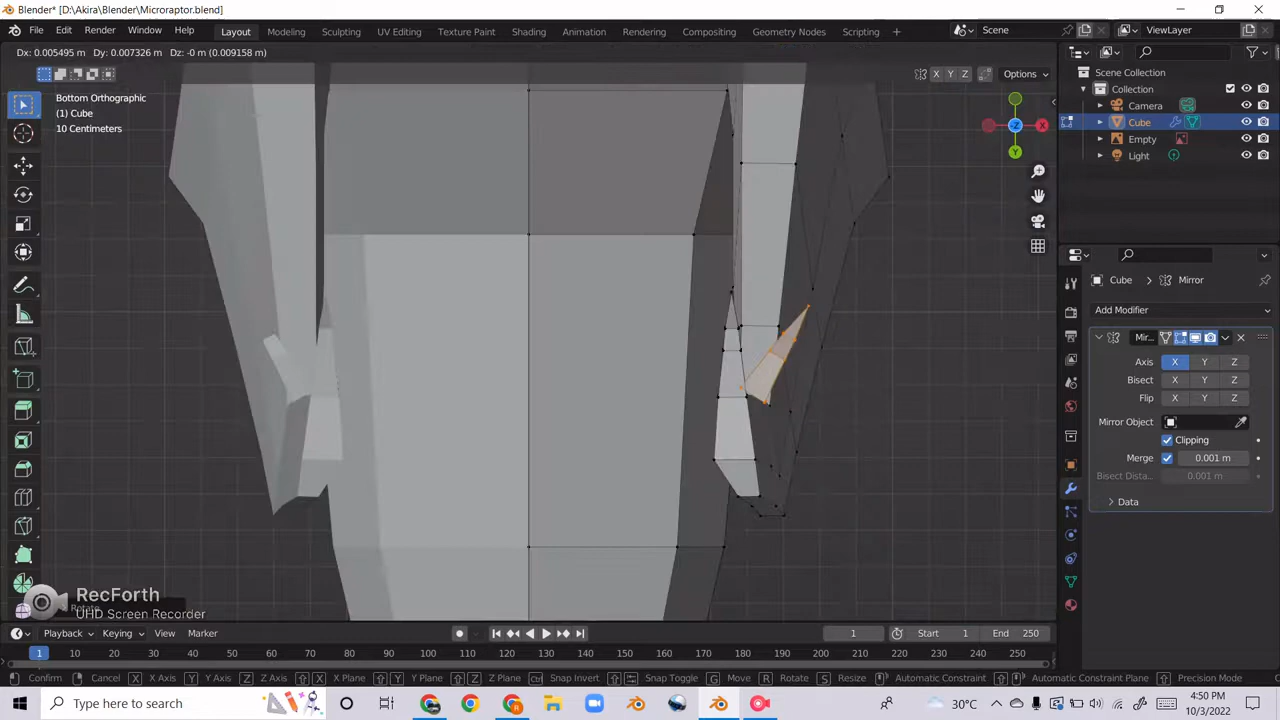 Blender* [D:\Akira\Blender\Microraptor.blend]
File Edit Render Window Help Layout Modeling Sculpting UV Editing Texture Paint Shading Animation Rendering Compositing Geometry Nodes Scripting + Scene ViewLayer
Dx: 0.005495 m Dy: 0.007326 m Dz: -0 m (0.009158 m)
X Y Z Options
Scene Collection
Collection
Camera
Cube
Empty
Light
Bottom Orthographic
(1) Cube
10 Centimeters
-Z X Y
Cube > Mirror
Add Modifier
Mir...
Axis X Y Z
Bisect X Y Z
Flip X Y Z
Mirror Object
Clipping
Merge 0.001 m
Bisect Dista... 0.001 m
Data
RecForth
UHD Screen Recorder
Playback Keying View Marker 1 Start 1 End 250
1 10 20 30 40 50 60 70 80 90 100 110 120 130 140 150 160 170 180 190 200 210 220 230 240 250
Confirm Cancel X X Axis Y Y Axis Z Z Axis X X Plane Y Y Plane Z Z Plane Ctrl Snap Invert Snap Toggle G Move R Rotate S Resize Automatic Constraint Automatic Constraint Precision Mode
Type here to search
30°C
4:50 PM
10/3/2022